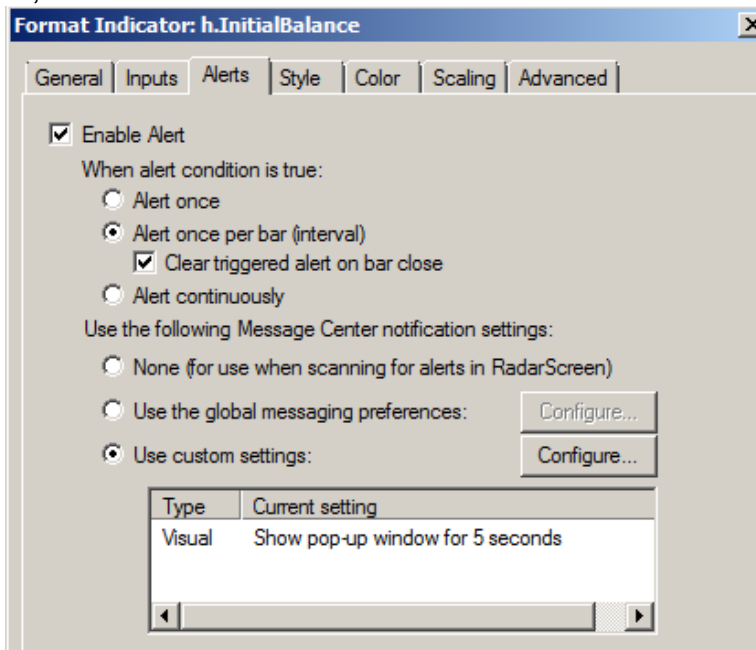 Format Indicator: h.InitialBalance
General Inputs Alerts Style Color Scaling Advanced
Enable Alert
When alert condition is true:
Alert once
Alert once per bar (interval)
Clear triggered alert on bar close
Alert continuously
Use the following Message Center notification settings:
None (for use when scanning for alerts in RadarScreen)
Use the global messaging preferences: Configure...
Use custom settings: Configure...
Type Current setting
Visual Show pop-up window for 5 seconds